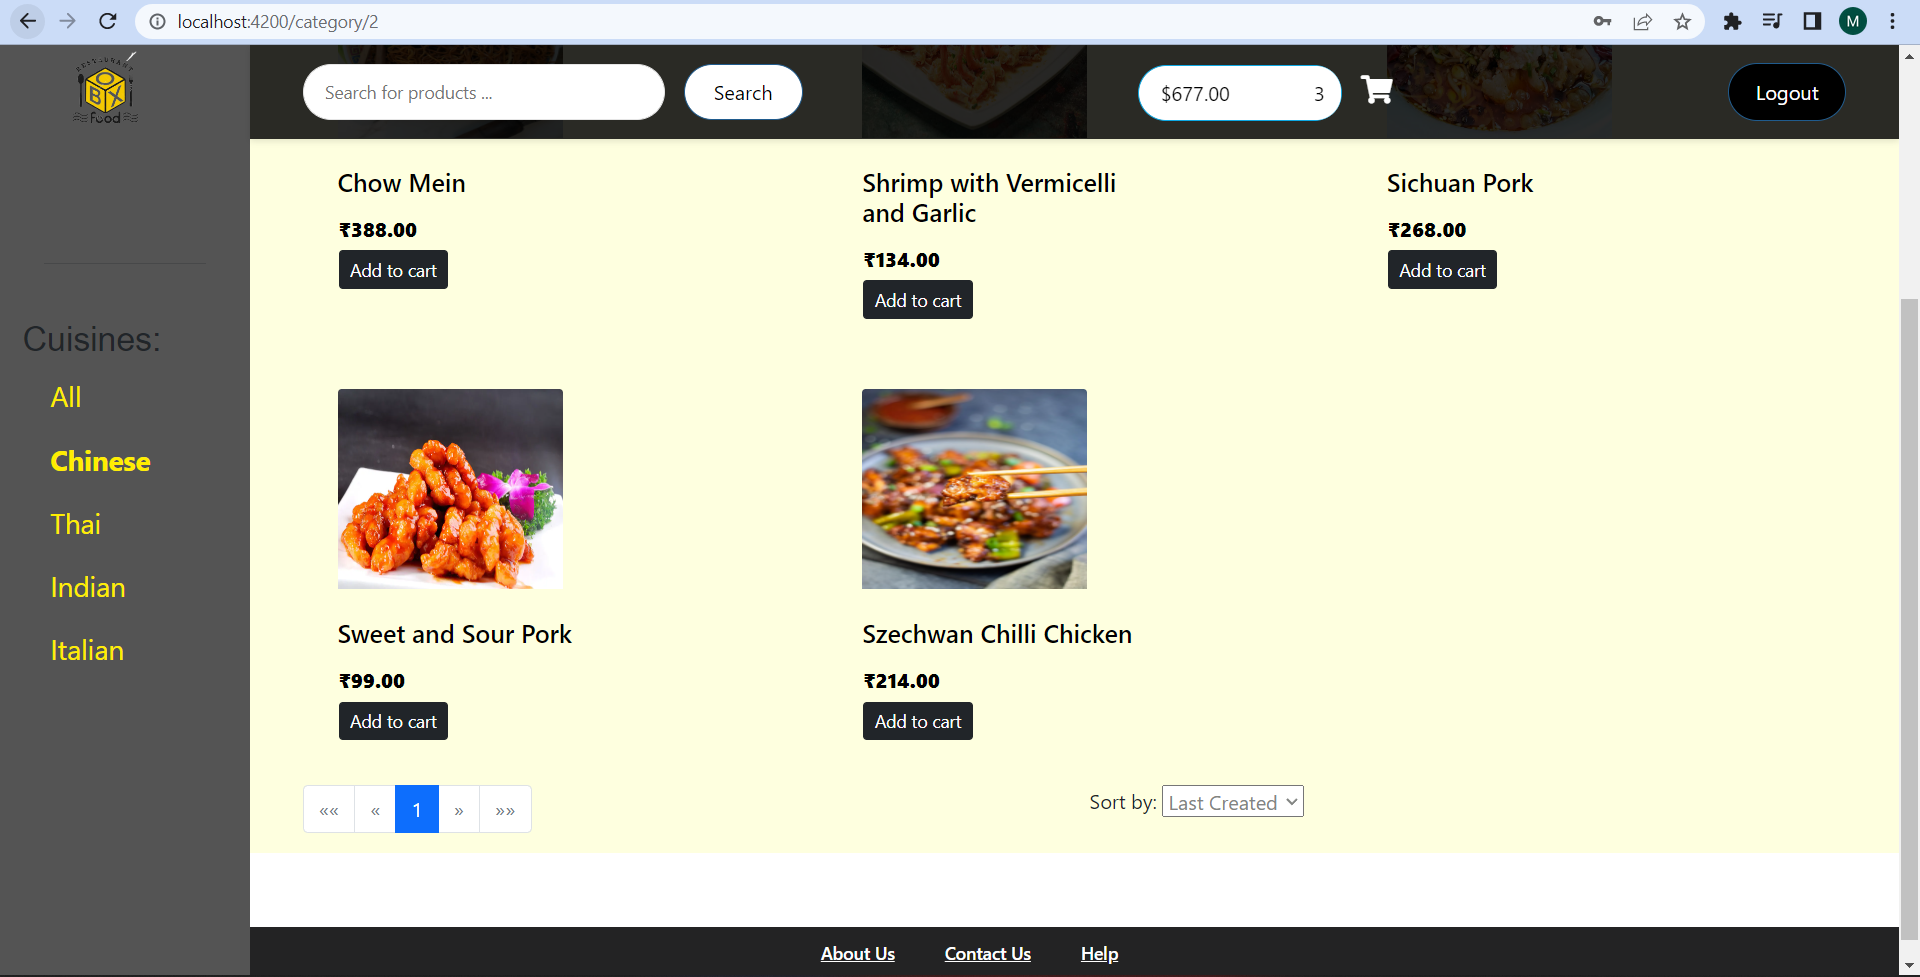 localhost:4200/category/2
M
RESTAURANT
BOX
food
Search for products ...
Search
$677.00 3
Logout
Cuisines:
All
Chinese
Thai
Indian
Italian
Chow Mein
₹388.00
Add to cart
Shrimp with Vermicelli
and Garlic
₹134.00
Add to cart
Sichuan Pork
₹268.00
Add to cart
Sweet and Sour Pork
₹99.00
Add to cart
Szechwan Chilli Chicken
₹214.00
Add to cart
«« « 1 » »»
Sort by: Last Created
About Us Contact Us Help